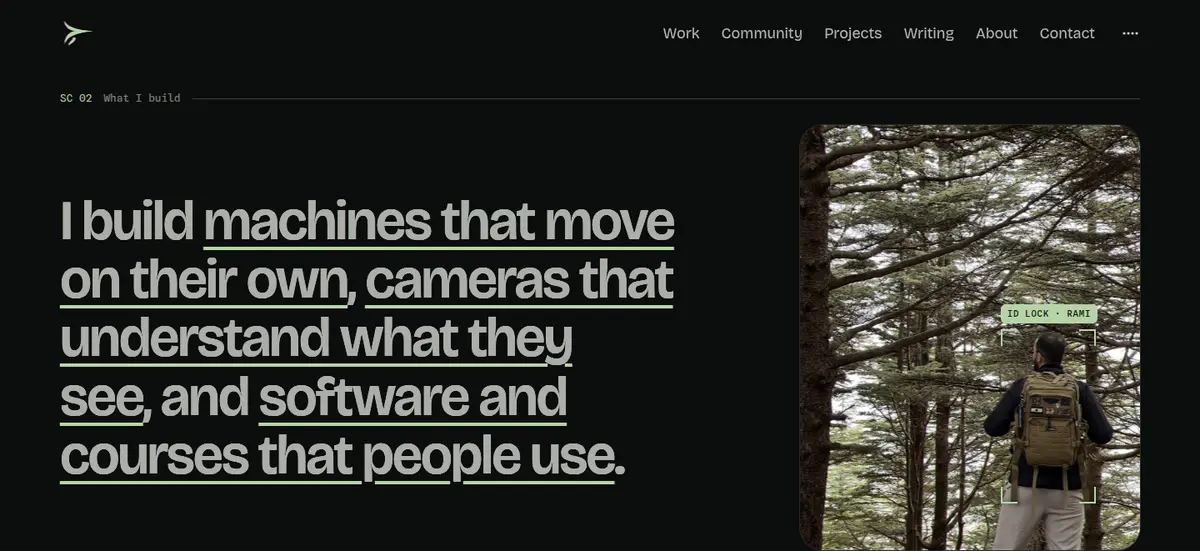 Work Community Projects Writing About Contact
SC 02 What I build
I build machines that move
on their own, cameras that
understand what they
see, and software and
courses that people use.
ID LOCK · RAMI